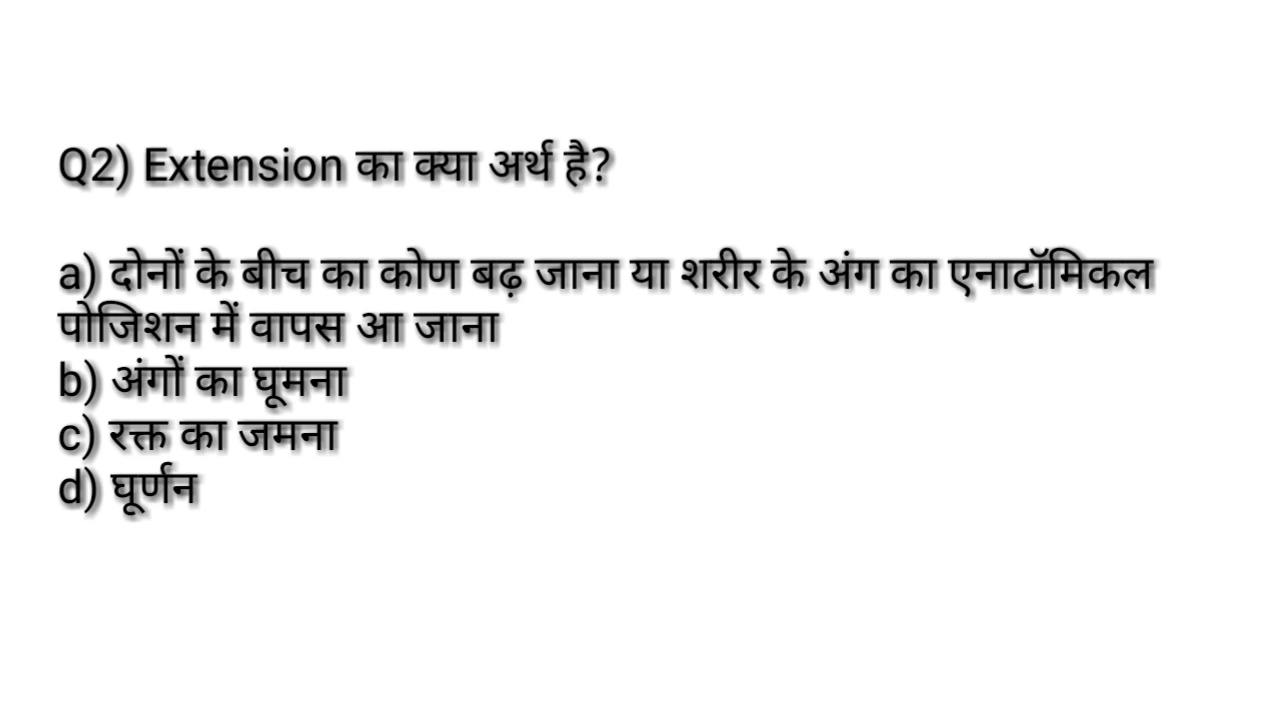 Q2) Extension का क्या अर्थ है?
a) दोनों के बीच का कोण बढ़ जाना या शरीर के अंग का एनाटॉमिकल
पोजिशन में वापस आ जाना
b) अंगों का घूमना
c) रक्त का जमना
d) घूर्णन